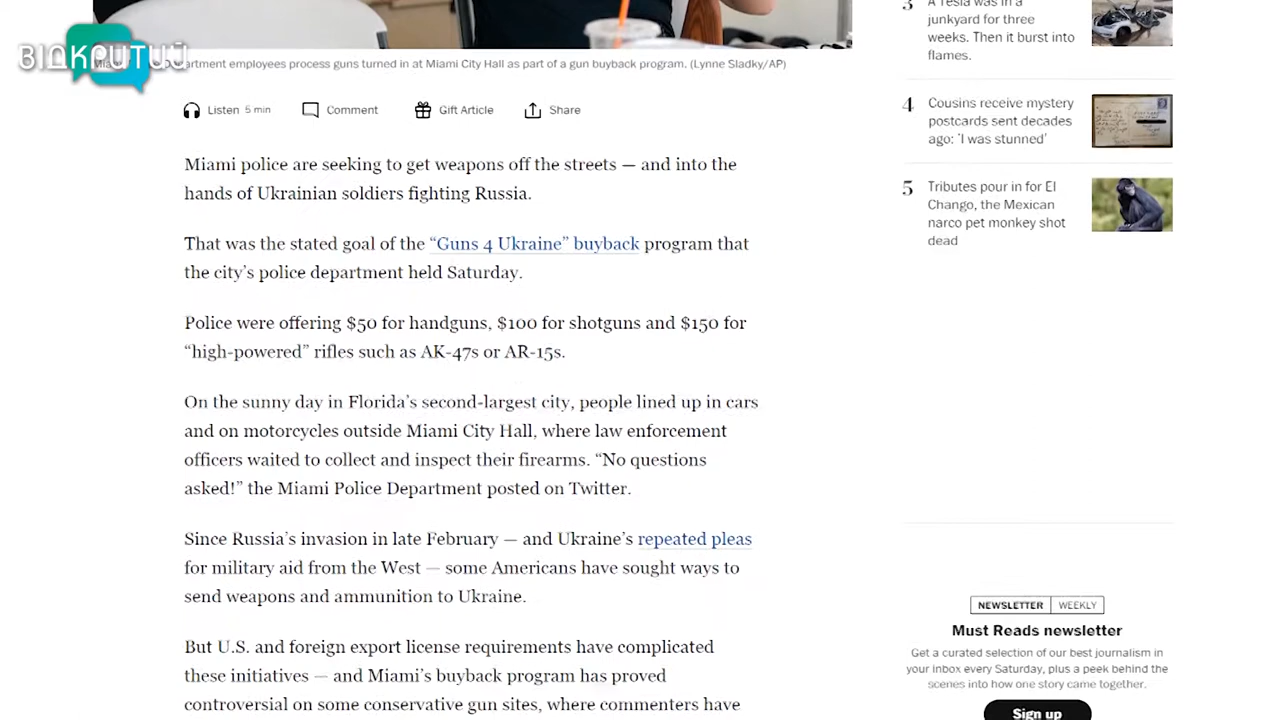 ВІДКРИТИЙ
artment employees process guns turned in at Miami City Hall as part of a gun buyback program. (Lynne Sladky/AP)
Listen 5 min
Comment
Gift Article
Share
Miami police are seeking to get weapons off the streets — and into the
hands of Ukrainian soldiers fighting Russia.
That was the stated goal of the “Guns 4 Ukraine” buyback program that
the city’s police department held Saturday.
Police were offering $50 for handguns, $100 for shotguns and $150 for
“high-powered” rifles such as AK-47s or AR-15s.
On the sunny day in Florida’s second-largest city, people lined up in cars
and on motorcycles outside Miami City Hall, where law enforcement
officers waited to collect and inspect their firearms. “No questions
asked!” the Miami Police Department posted on Twitter.
Since Russia’s invasion in late February — and Ukraine’s repeated pleas
for military aid from the West — some Americans have sought ways to
send weapons and ammunition to Ukraine.
But U.S. and foreign export license requirements have complicated
these initiatives — and Miami’s buyback program has proved
controversial on some conservative gun sites, where commenters have
3 A Tesla was in a
junkyard for three
weeks. Then it burst into
flames.
4 Cousins receive mystery
postcards sent decades
ago: ‘I was stunned’
5 Tributes pour in for El
Chango, the Mexican
narco pet monkey shot
dead
NEWSLETTER WEEKLY
Must Reads newsletter
Get a curated selection of our best journalism in
your inbox every Saturday, plus a peek behind the
scenes into how one story came together.
Sign up